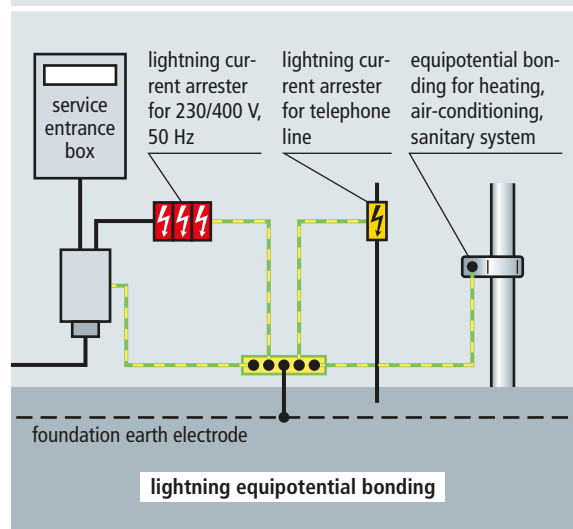 service
entrance
box
lightning cur-
rent arrester
for 230/400 V,
50 Hz
lightning cur-
rent arrester
for telephone
line
equipotential bon-
ding for heating,
air-conditioning,
sanitary system
foundation earth electrode
lightning equipotential bonding